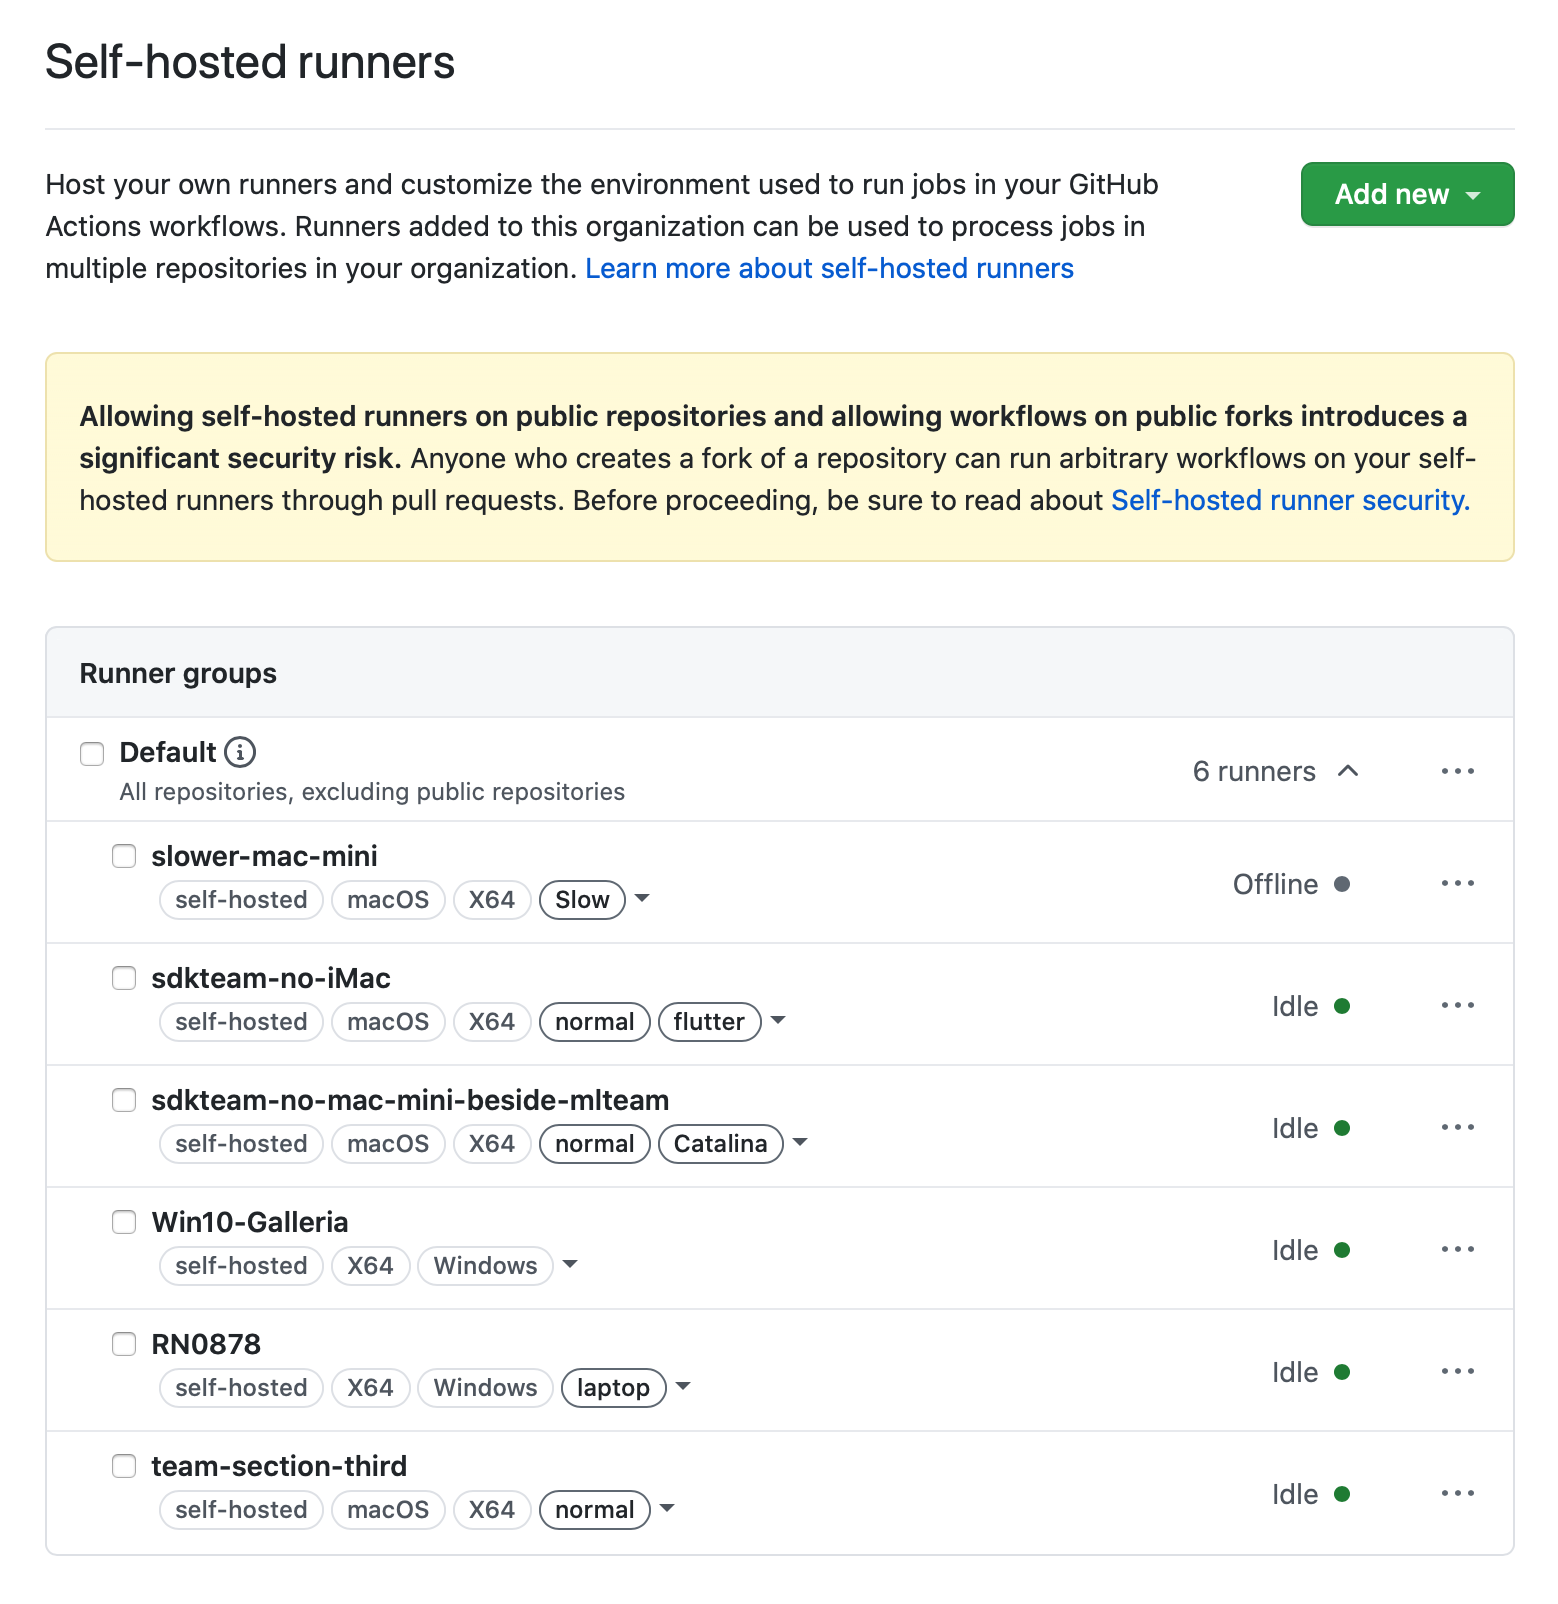 Self-hosted runners
Host your own runners and customize the environment used to run jobs in your GitHub
Actions workflows. Runners added to this organization can be used to process jobs in
multiple repositories in your organization. Learn more about self-hosted runners
Add new
Allowing self-hosted runners on public repositories and allowing workflows on public forks introduces a
significant security risk. Anyone who creates a fork of a repository can run arbitrary workflows on your self-
hosted runners through pull requests. Before proceeding, be sure to read about Self-hosted runner security.
Runner groups
Default
All repositories, excluding public repositories
6 runners
slower-mac-mini
self-hosted macOS X64 Slow
Offline
sdkteam-no-iMac
self-hosted macOS X64 normal flutter
Idle
sdkteam-no-mac-mini-beside-mlteam
self-hosted macOS X64 normal Catalina
Idle
Win10-Galleria
self-hosted X64 Windows
Idle
RN0878
self-hosted X64 Windows laptop
Idle
team-section-third
self-hosted macOS X64 normal
Idle